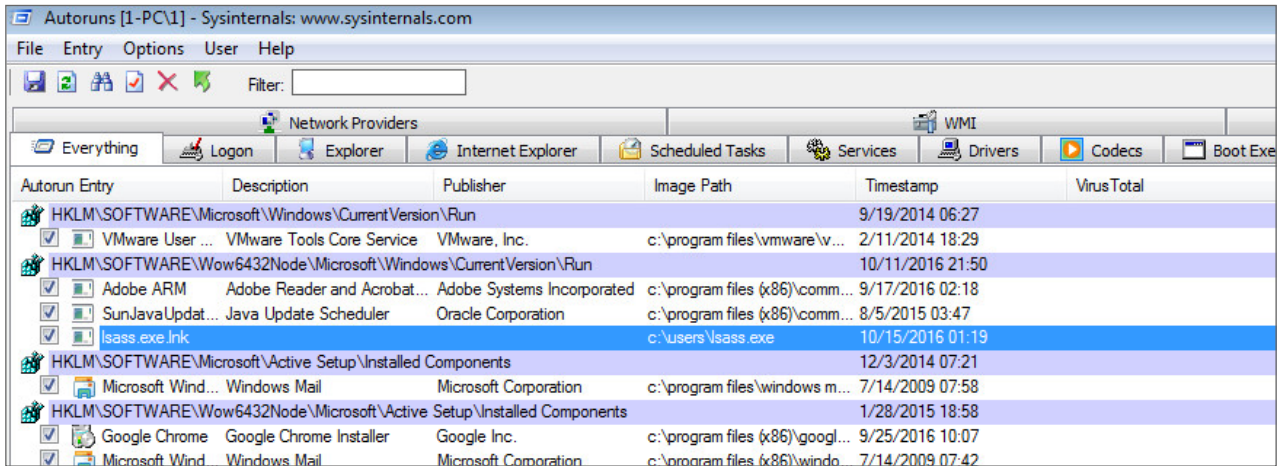 Autoruns [1-PC\1] - Sysinternals: www.sysinternals.com
File Entry Options User Help
Filter:
Network Providers WMI
Everything Logon Explorer Internet Explorer Scheduled Tasks Services Drivers Codecs Boot Exe
Autorun Entry Description Publisher Image Path Timestamp VirusTotal
HKLM\SOFTWARE\Microsoft\Windows\CurrentVersion\Run 9/19/2014 06:27
VMware User ... VMware Tools Core Service VMware, Inc. c:\program files\vmware\v... 2/11/2014 18:29
HKLM\SOFTWARE\Wow6432Node\Microsoft\Windows\CurrentVersion\Run 10/11/2016 21:50
Adobe ARM Adobe Reader and Acrobat... Adobe Systems Incorporated c:\program files (x86)\comm... 9/17/2016 02:18
SunJavaUpdat... Java Update Scheduler Oracle Corporation c:\program files (x86)\comm... 8/5/2015 03:47
lsass.exe.lnk c:\users\lsass.exe 10/15/2016 01:19
HKLM\SOFTWARE\Microsoft\Active Setup\Installed Components 12/3/2014 07:21
Microsoft Wind... Windows Mail Microsoft Corporation c:\program files\windows m... 7/14/2009 07:58
HKLM\SOFTWARE\Wow6432Node\Microsoft\Active Setup\Installed Components 1/28/2015 18:58
Google Chrome Google Chrome Installer Google Inc. c:\program files (x86)\googl... 9/25/2016 10:07
Microsoft Wind... Windows Mail Microsoft Corporation c:\program files (x86)\windo... 7/14/2009 07:42